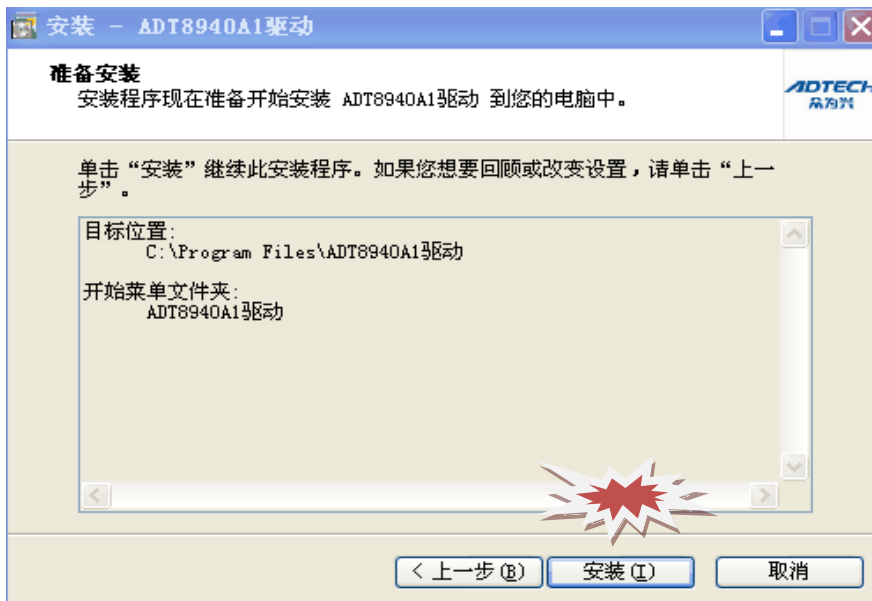 安装 - ADT8940A1驱动
准备安装
安装程序现在准备开始安装 ADT8940A1驱动 到您的电脑中。
ADTECH
众为兴
单击“安装”继续此安装程序。如果您想要回顾或改变设置，请单击“上一
步”。
目标位置:
C:\Program Files\ADT8940A1驱动
开始菜单文件夹:
ADT8940A1驱动
< 上一步(B)
安装(I)
取消